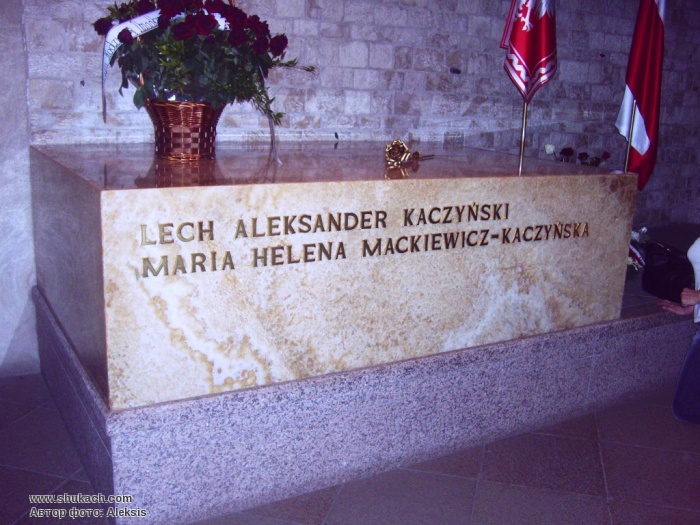 LECH ALEKSANDER KACZYŃSKI
MARIA HELENA MACKIEWICZ-KACZYŃSKA
www.shukach.com
Автор фото: Aleksis